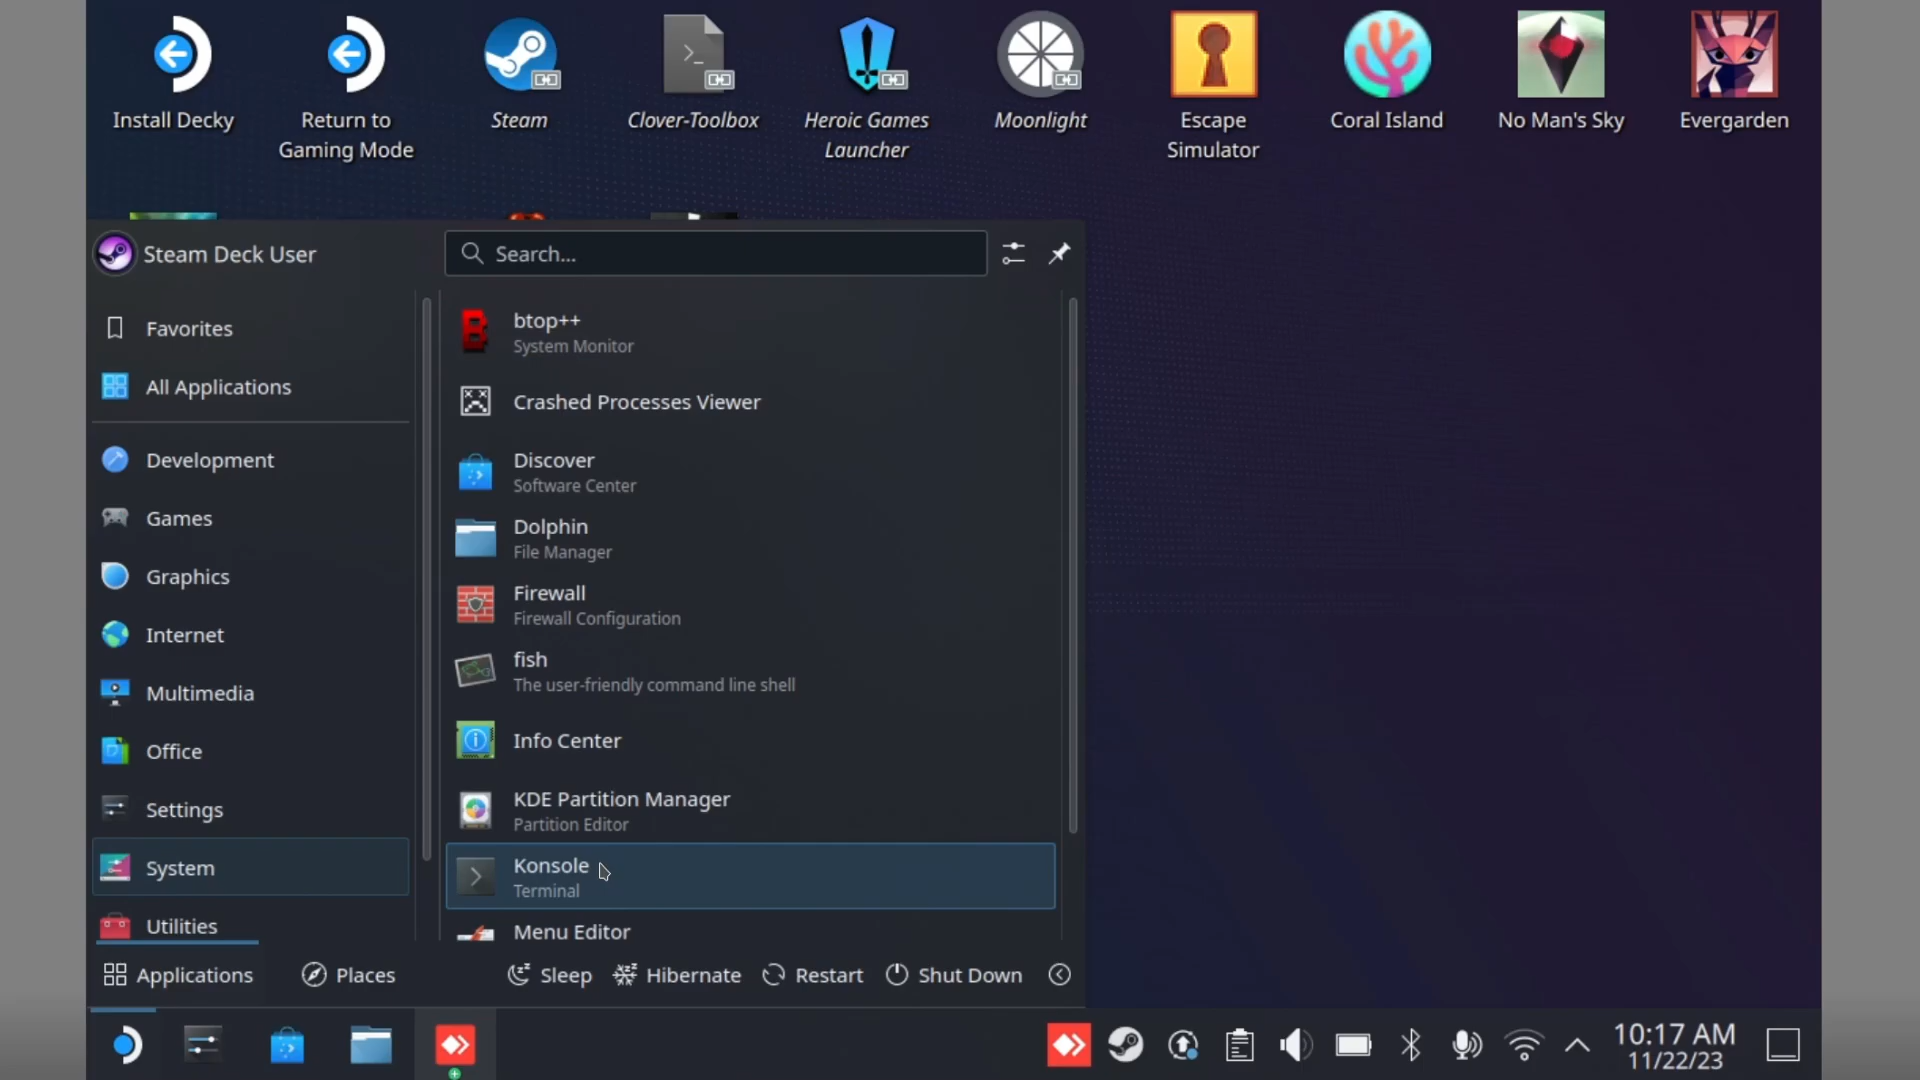 Install Decky
Return to
Gaming Mode
Steam
Clover-Toolbox
Heroic Games
Launcher
Moonlight
Escape
Simulator
Coral Island
No Man's Sky
Evergarden
Steam Deck User
Search...
Favorites
All Applications
Development
Games
Graphics
Internet
Multimedia
Office
Settings
System
Utilities
btop++
System Monitor
Crashed Processes Viewer
Discover
Software Center
Dolphin
File Manager
Firewall
Firewall Configuration
fish
The user-friendly command line shell
Info Center
KDE Partition Manager
Partition Editor
Konsole
Terminal
Menu Editor
Applications
Places
Sleep
Hibernate
Restart
Shut Down
10:17 AM
11/22/23